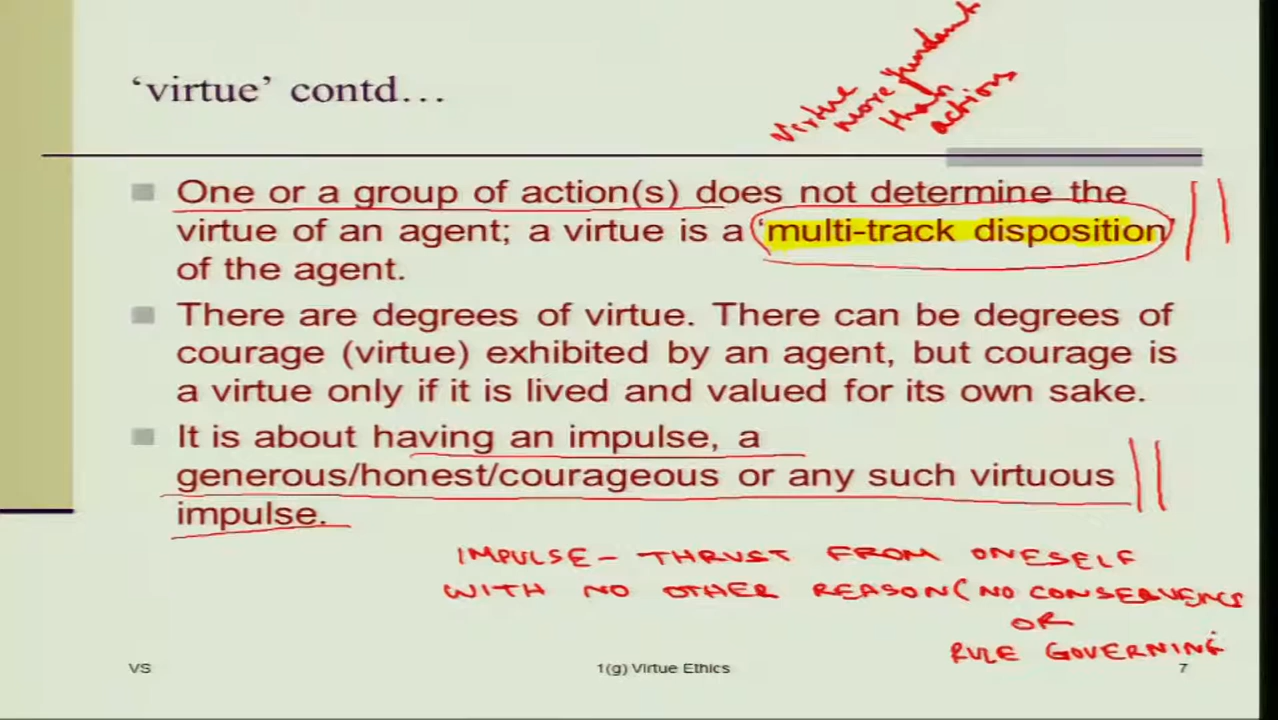 ‘virtue’ contd…
Virtue
more fundamt
than
actions
One or a group of action(s) does not determine the
virtue of an agent; a virtue is a ‘multi-track disposition’
of the agent.
There are degrees of virtue. There can be degrees of
courage (virtue) exhibited by an agent, but courage is
a virtue only if it is lived and valued for its own sake.
It is about having an impulse, a
generous/honest/courageous or any such virtuous
impulse.
IMPULSE – THRUST FROM ONESELF
WITH NO OTHER REASON (NO CONSEQUENCE
OR
RULE GOVERNING
VS
1(g) Virtue Ethics
7